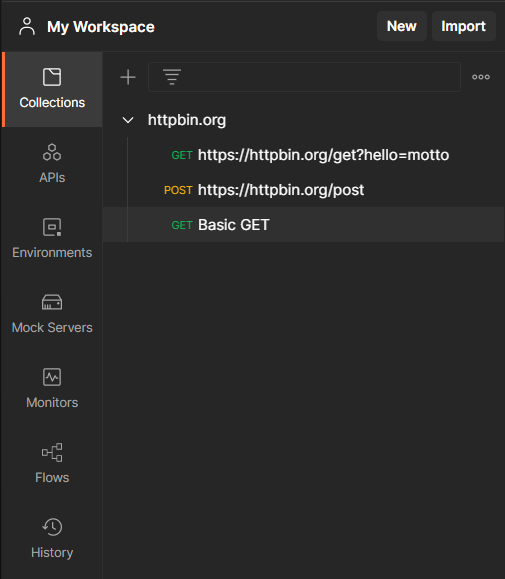 My Workspace
New
Import
Collections
APIs
Environments
Mock Servers
Monitors
Flows
History
httpbin.org
GET https://httpbin.org/get?hello=motto
POST https://httpbin.org/post
GET Basic GET